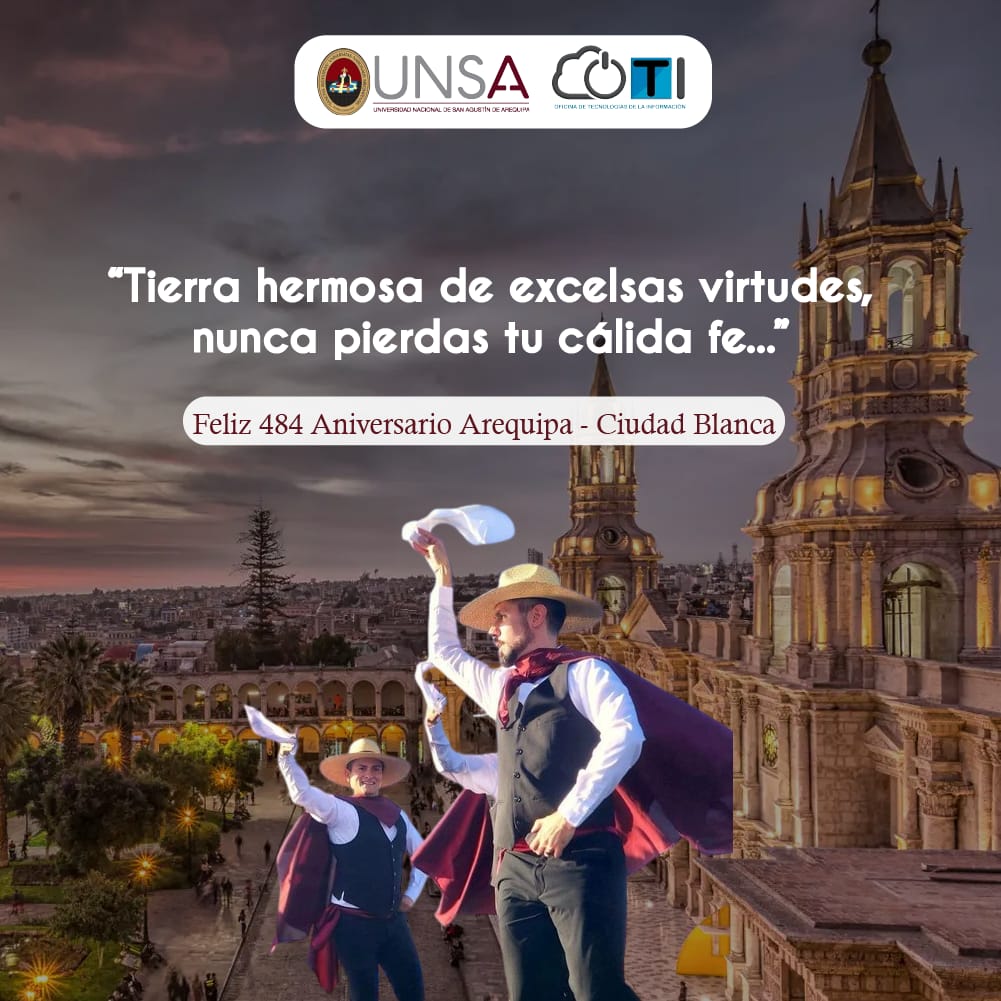 UNSA
UNIVERSIDAD NACIONAL DE SAN AGUSTÍN DE AREQUIPA
OTI
OFICINA DE TECNOLOGÍAS DE LA INFORMACIÓN
“Tierra hermosa de excelsas virtudes,
nunca pierdas tu cálida fe...”
Feliz 484 Aniversario Arequipa - Ciudad Blanca